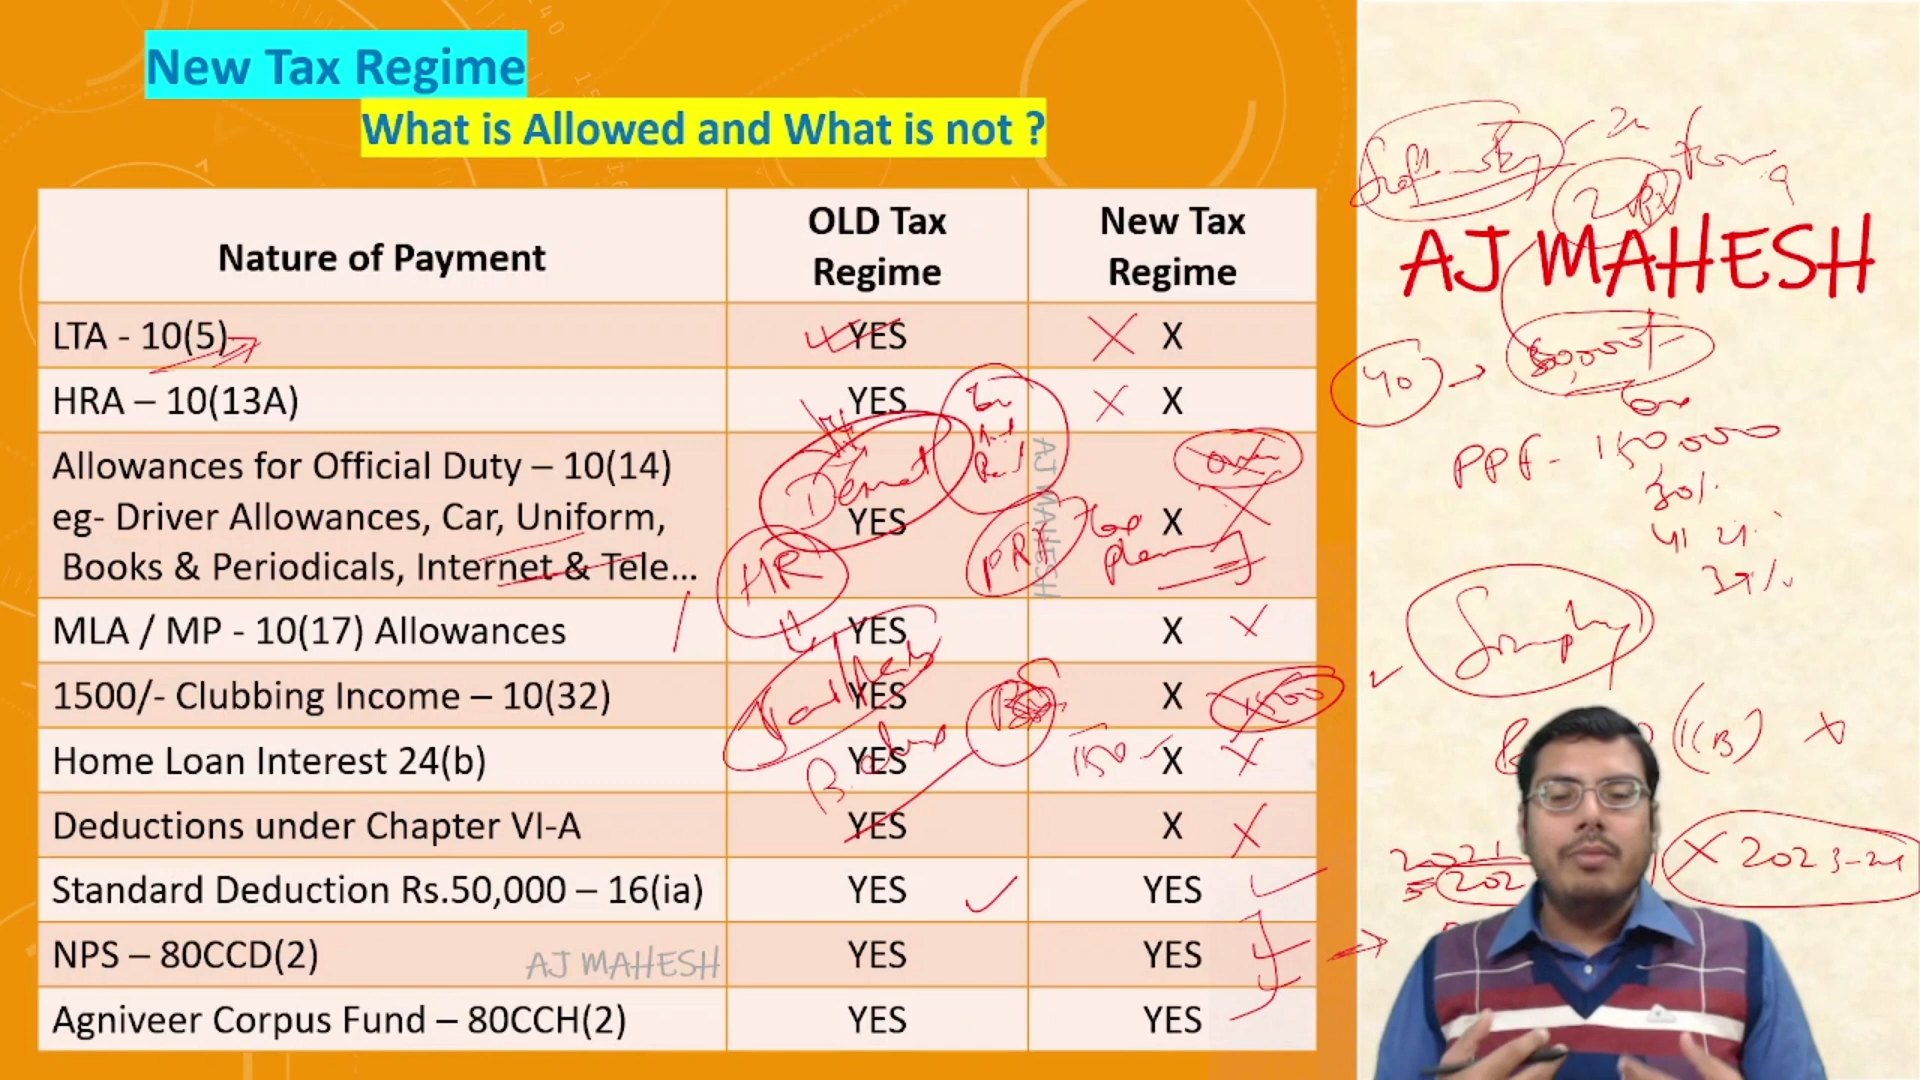 New Tax Regime
What is Allowed and What is not ?
Nature of Payment
OLD Tax Regime
New Tax Regime
LTA - 10(5) YES X
HRA – 10(13A) YES X
Allowances for Official Duty – 10(14)
eg- Driver Allowances, Car, Uniform,
Books & Periodicals, Internet & Tele... YES X
MLA / MP - 10(17) Allowances YES X
1500/- Clubbing Income – 10(32) YES X
Home Loan Interest 24(b) YES X
Deductions under Chapter VI-A YES X
Standard Deduction Rs.50,000 – 16(ia) YES YES
NPS – 80CCD(2) YES YES
Agniveer Corpus Fund – 80CCH(2) YES YES
AJ MAHESH
AJ MAHESH
AJ MAHESH
Demat
HR
PPF - 150000
30%
X 2023-24
2021